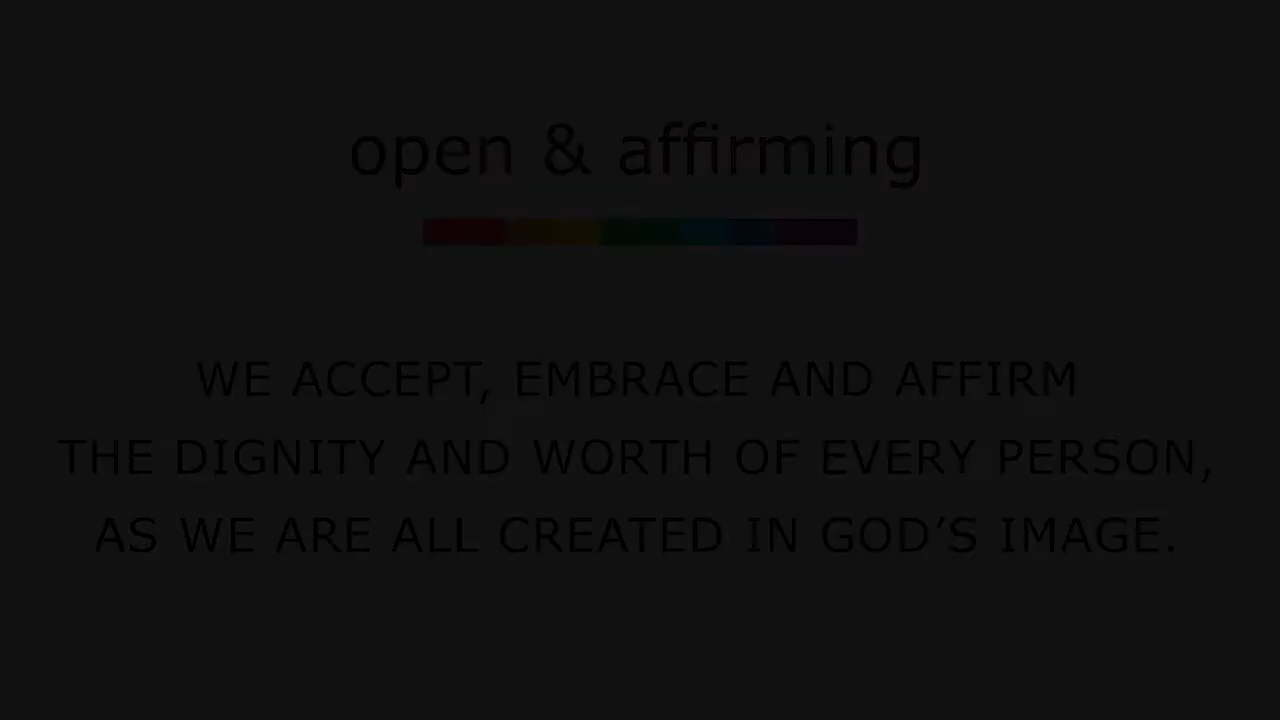 open & affirming
WE ACCEPT, EMBRACE AND AFFIRM
THE DIGNITY AND WORTH OF EVERY PERSON,
AS WE ARE ALL CREATED IN GOD’S IMAGE.